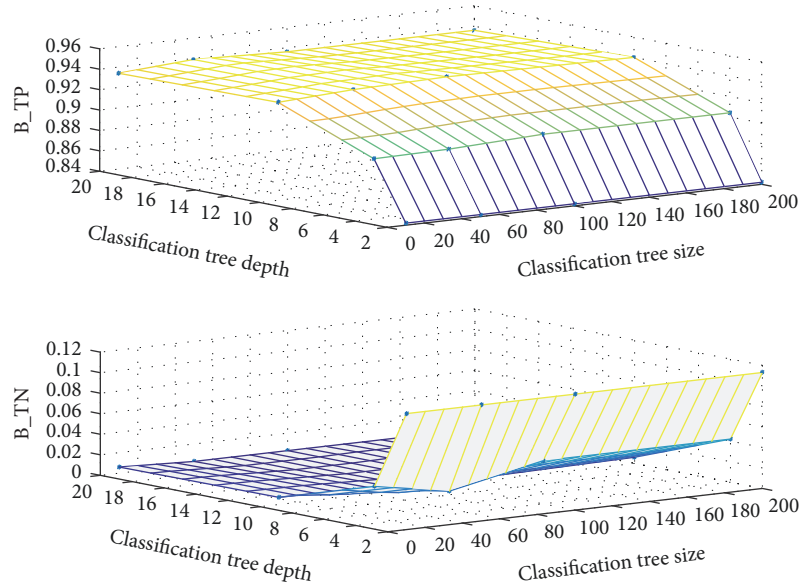 0.96
0.94
0.92
0.9
0.88
0.86
0.84
B_TP
20 18 16 14 12 10 8 6 4 2
0 20 40 60 80 100 120 140 160 180 200
Classification tree depth
Classification tree size
0.12
0.1
0.08
0.06
0.04
0.02
0
B_TN
20 18 16 14 12 10 8 6 4 2
0 20 40 60 80 100 120 140 160 180 200
Classification tree depth
Classification tree size